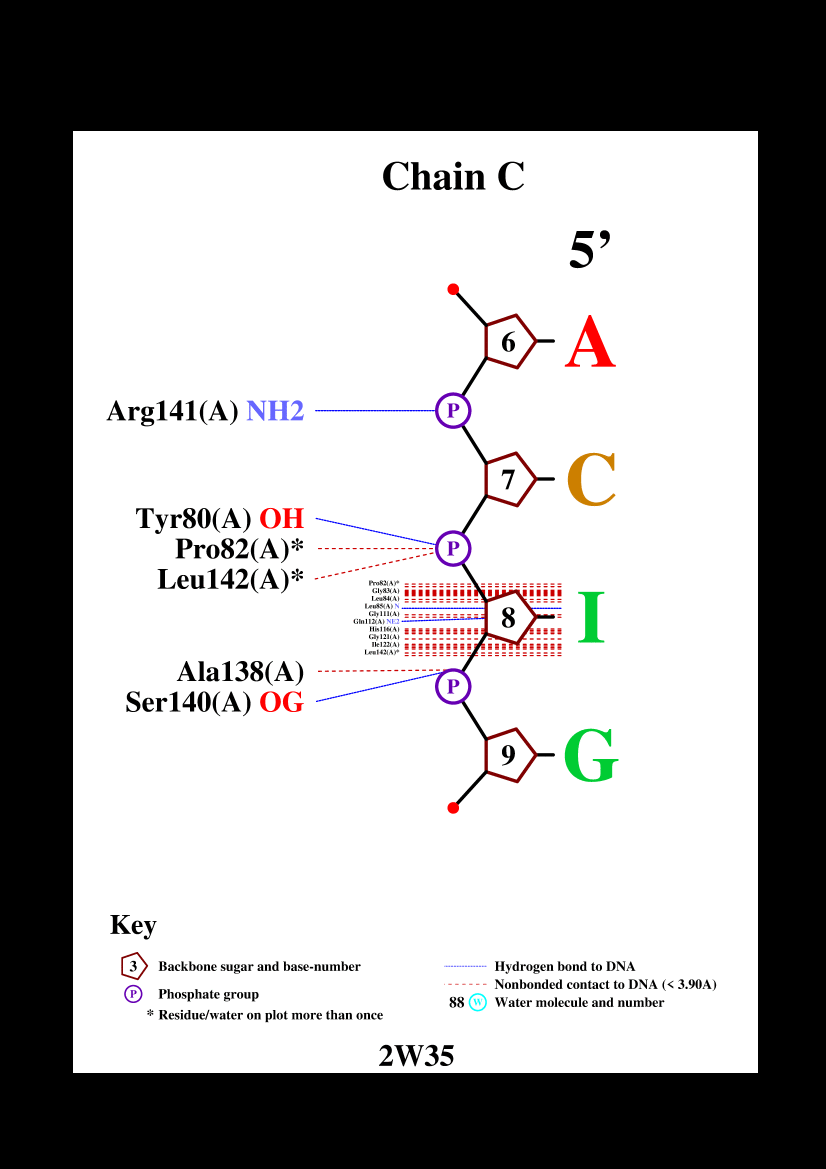 Chain C
5’
6 A
Arg141(A) NH2 P
7 C
Tyr80(A) OH
Pro82(A)* P
Leu142(A)*
Pro82(A)*
Gly83(A)
Leu84(A)
Leu85(A) N
Gly111(A)
8 I
Gln112(A) NE2
His116(A)
Gly121(A)
Ile122(A)
Leu142(A)*
Ala138(A)
P
Ser140(A) OG
9 G
Key
3 Backbone sugar and base-number
P Phosphate group
* Residue/water on plot more than once
Hydrogen bond to DNA
Nonbonded contact to DNA (< 3.90A)
88 W Water molecule and number
2W35